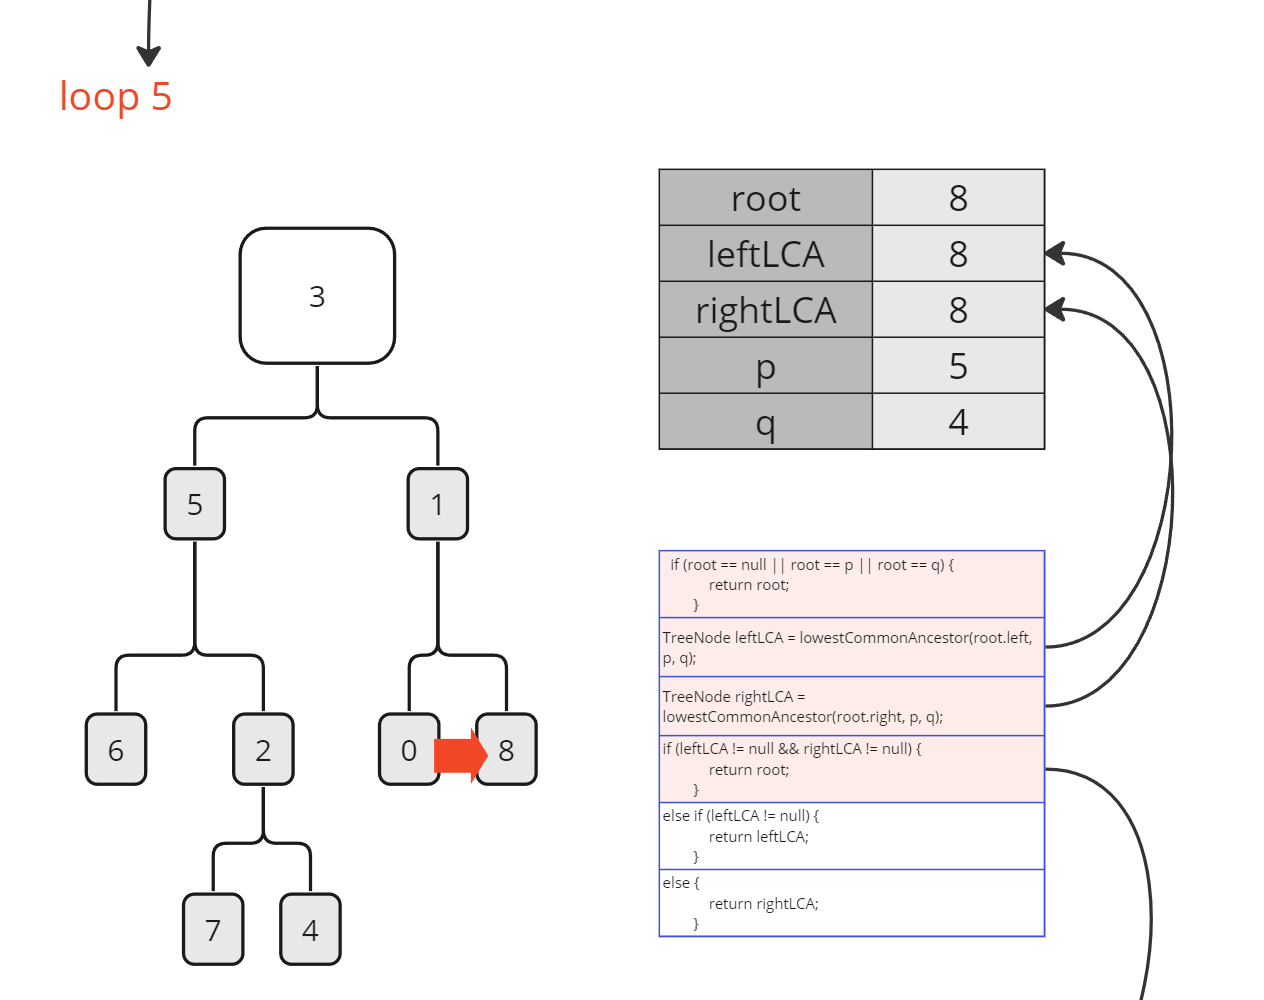 loop 5
root 8
leftLCA 8
rightLCA 8
p 5
q 4
3
5 1
6 2 0 8
7 4
if (root == null || root == p || root == q) {
return root;
}
TreeNode leftLCA = lowestCommonAncestor(root.left,
p, q);
TreeNode rightLCA =
lowestCommonAncestor(root.right, p, q);
if (leftLCA != null && rightLCA != null) {
return root;
}
else if (leftLCA != null) {
return leftLCA;
}
else {
return rightLCA;
}